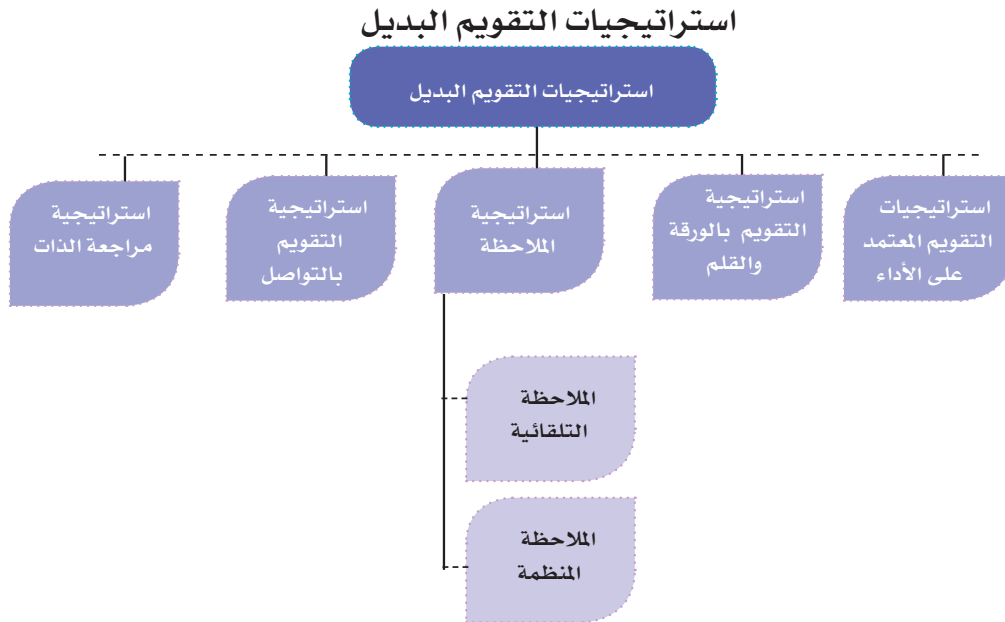 استراتيجيات التقويم البديل
استراتيجيات التقويم البديل
استراتيجيات
التقويم المعتمد
على الأداء
استراتيجية
التقويم بالورقة
والقلم
استراتيجية
الملاحظة
استراتيجية
التقويم
بالتواصل
استراتيجية
مراجعة الذات
الملاحظة
التلقائية
الملاحظة
المنظمة